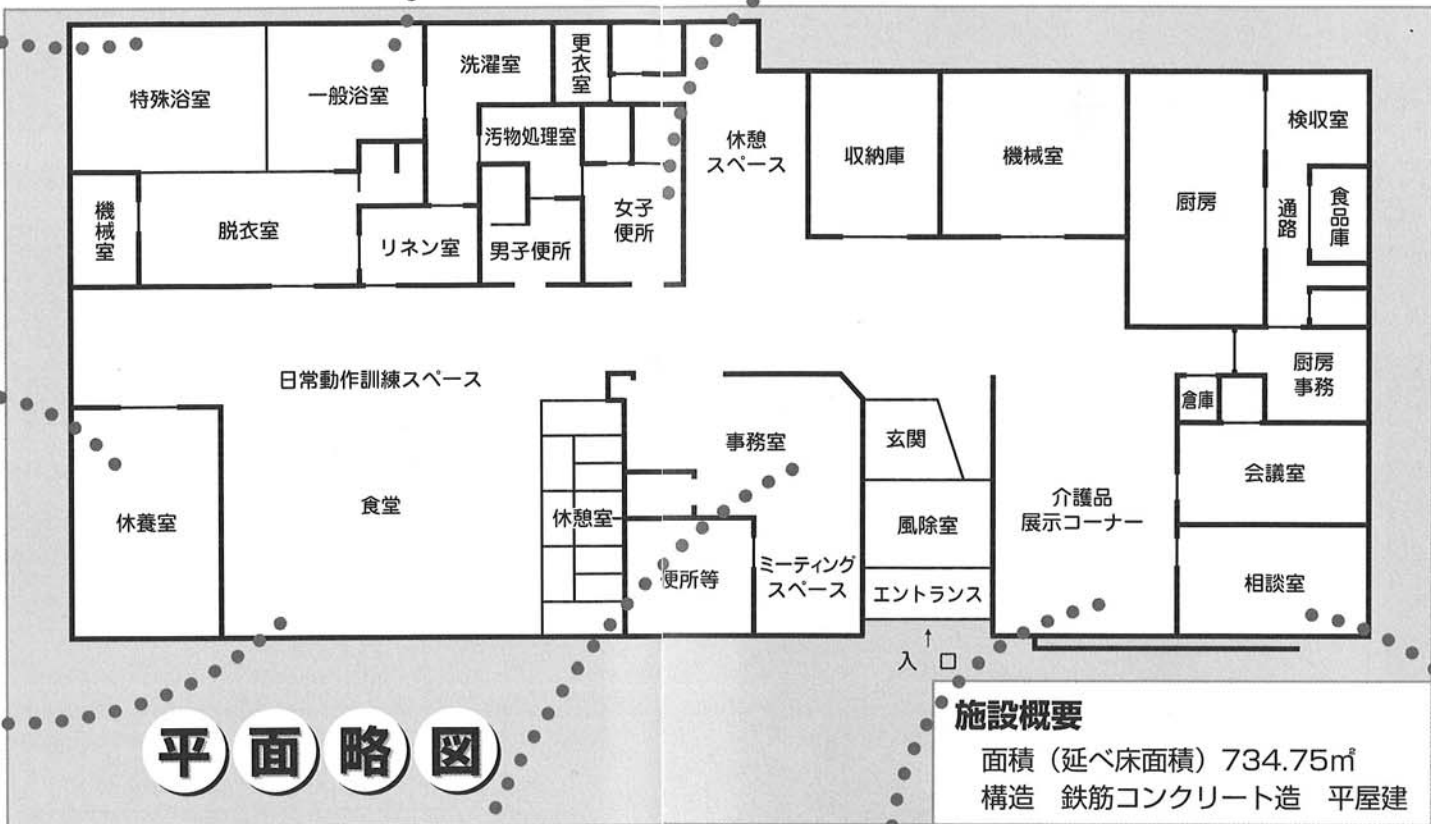 特殊浴室
一般浴室
洗濯室
更衣室
汚物処理室
休憩
スペース
収納庫
機械室
厨房
検収室
通路
食品庫
機械室
脱衣室
リネン室
男子便所
女子
便所
日常動作訓練スペース
厨房
事務
倉庫
事務室
玄関
会議室
休養室
食堂
休憩室
風除室
介護品
展示コーナー
便所等
ミーティング
スペース
エントランス
相談室
↑
入口
平面略図
施設概要
面積（延べ床面積）734.75㎡
構造　鉄筋コンクリート造　平屋建